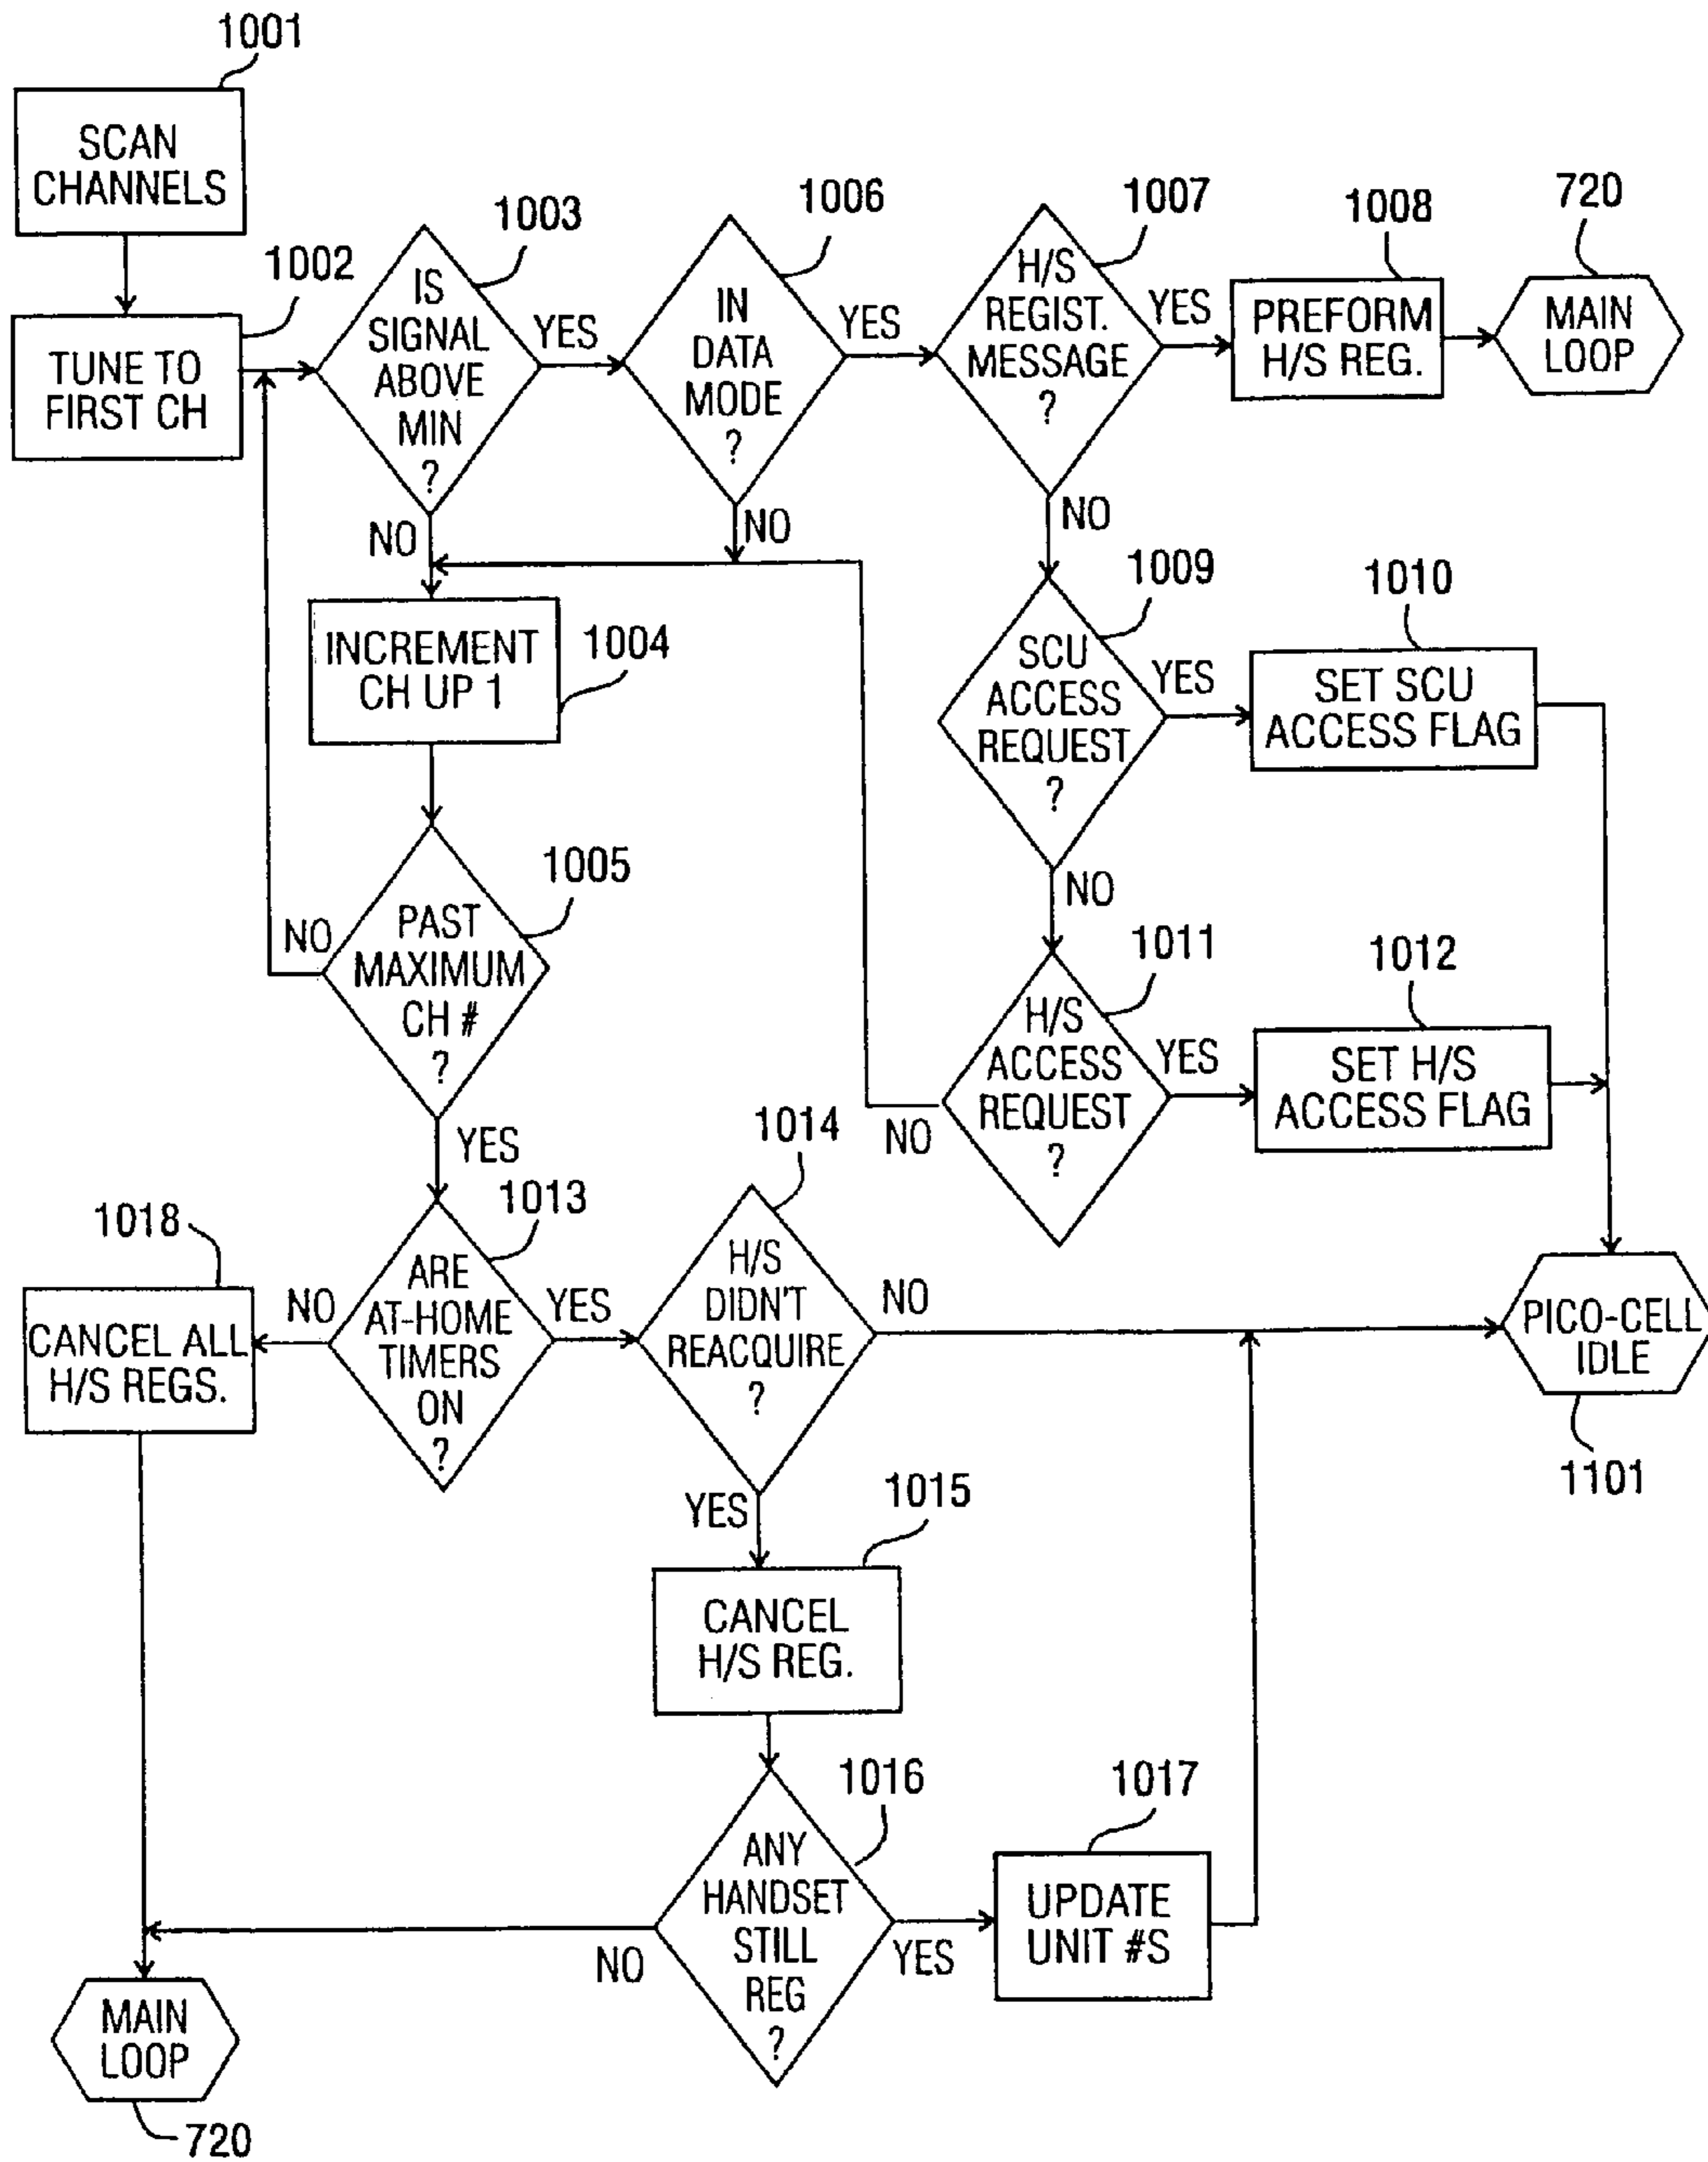 1001
SCAN
CHANNELS
1002
TUNE TO
FIRST CH
1003
IS
SIGNAL
ABOVE
MIN
?
YES
NO
1006
IN
DATA
MODE
?
YES
NO
1007
H/S
REGIST.
MESSAGE
?
YES
NO
1008
PREFORM
H/S REG.
720
MAIN
LOOP
INCREMENT
CH UP 1
1004
1009
SCU
ACCESS
REQUEST
?
YES
NO
1010
SET SCU
ACCESS FLAG
1005
PAST
MAXIMUM
CH #
?
NO
YES
1011
H/S
ACCESS
REQUEST
?
YES
NO
1012
SET H/S
ACCESS FLAG
1013
ARE
AT-HOME
TIMERS
ON
?
NO
YES
1018
CANCEL ALL
H/S REGS.
1014
H/S
DIDN'T
REACQUIRE
?
NO
YES
PICO-CELL
IDLE
1101
1015
CANCEL
H/S REG.
1016
ANY
HANDSET
STILL
REG
?
NO
YES
1017
UPDATE
UNIT #S
MAIN
LOOP
720